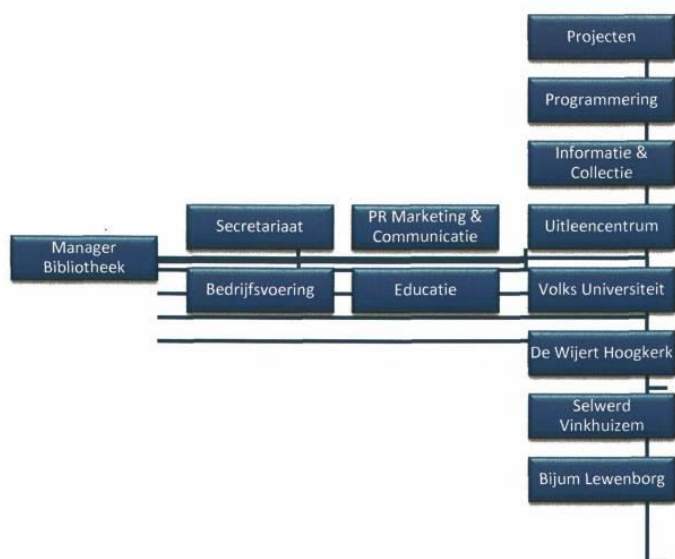 Projecten
Programmering
Informatie &
Collectie
Secretariaat
PR Marketing &
Communicatie
Uitleencentrum
Manager
Bibliotheek
Bedrijfsvoering
Educatie
Volks Universiteit
De Wijert Hoogkerk
Selwerd
Vinkhuizem
Bijum Lewenborg